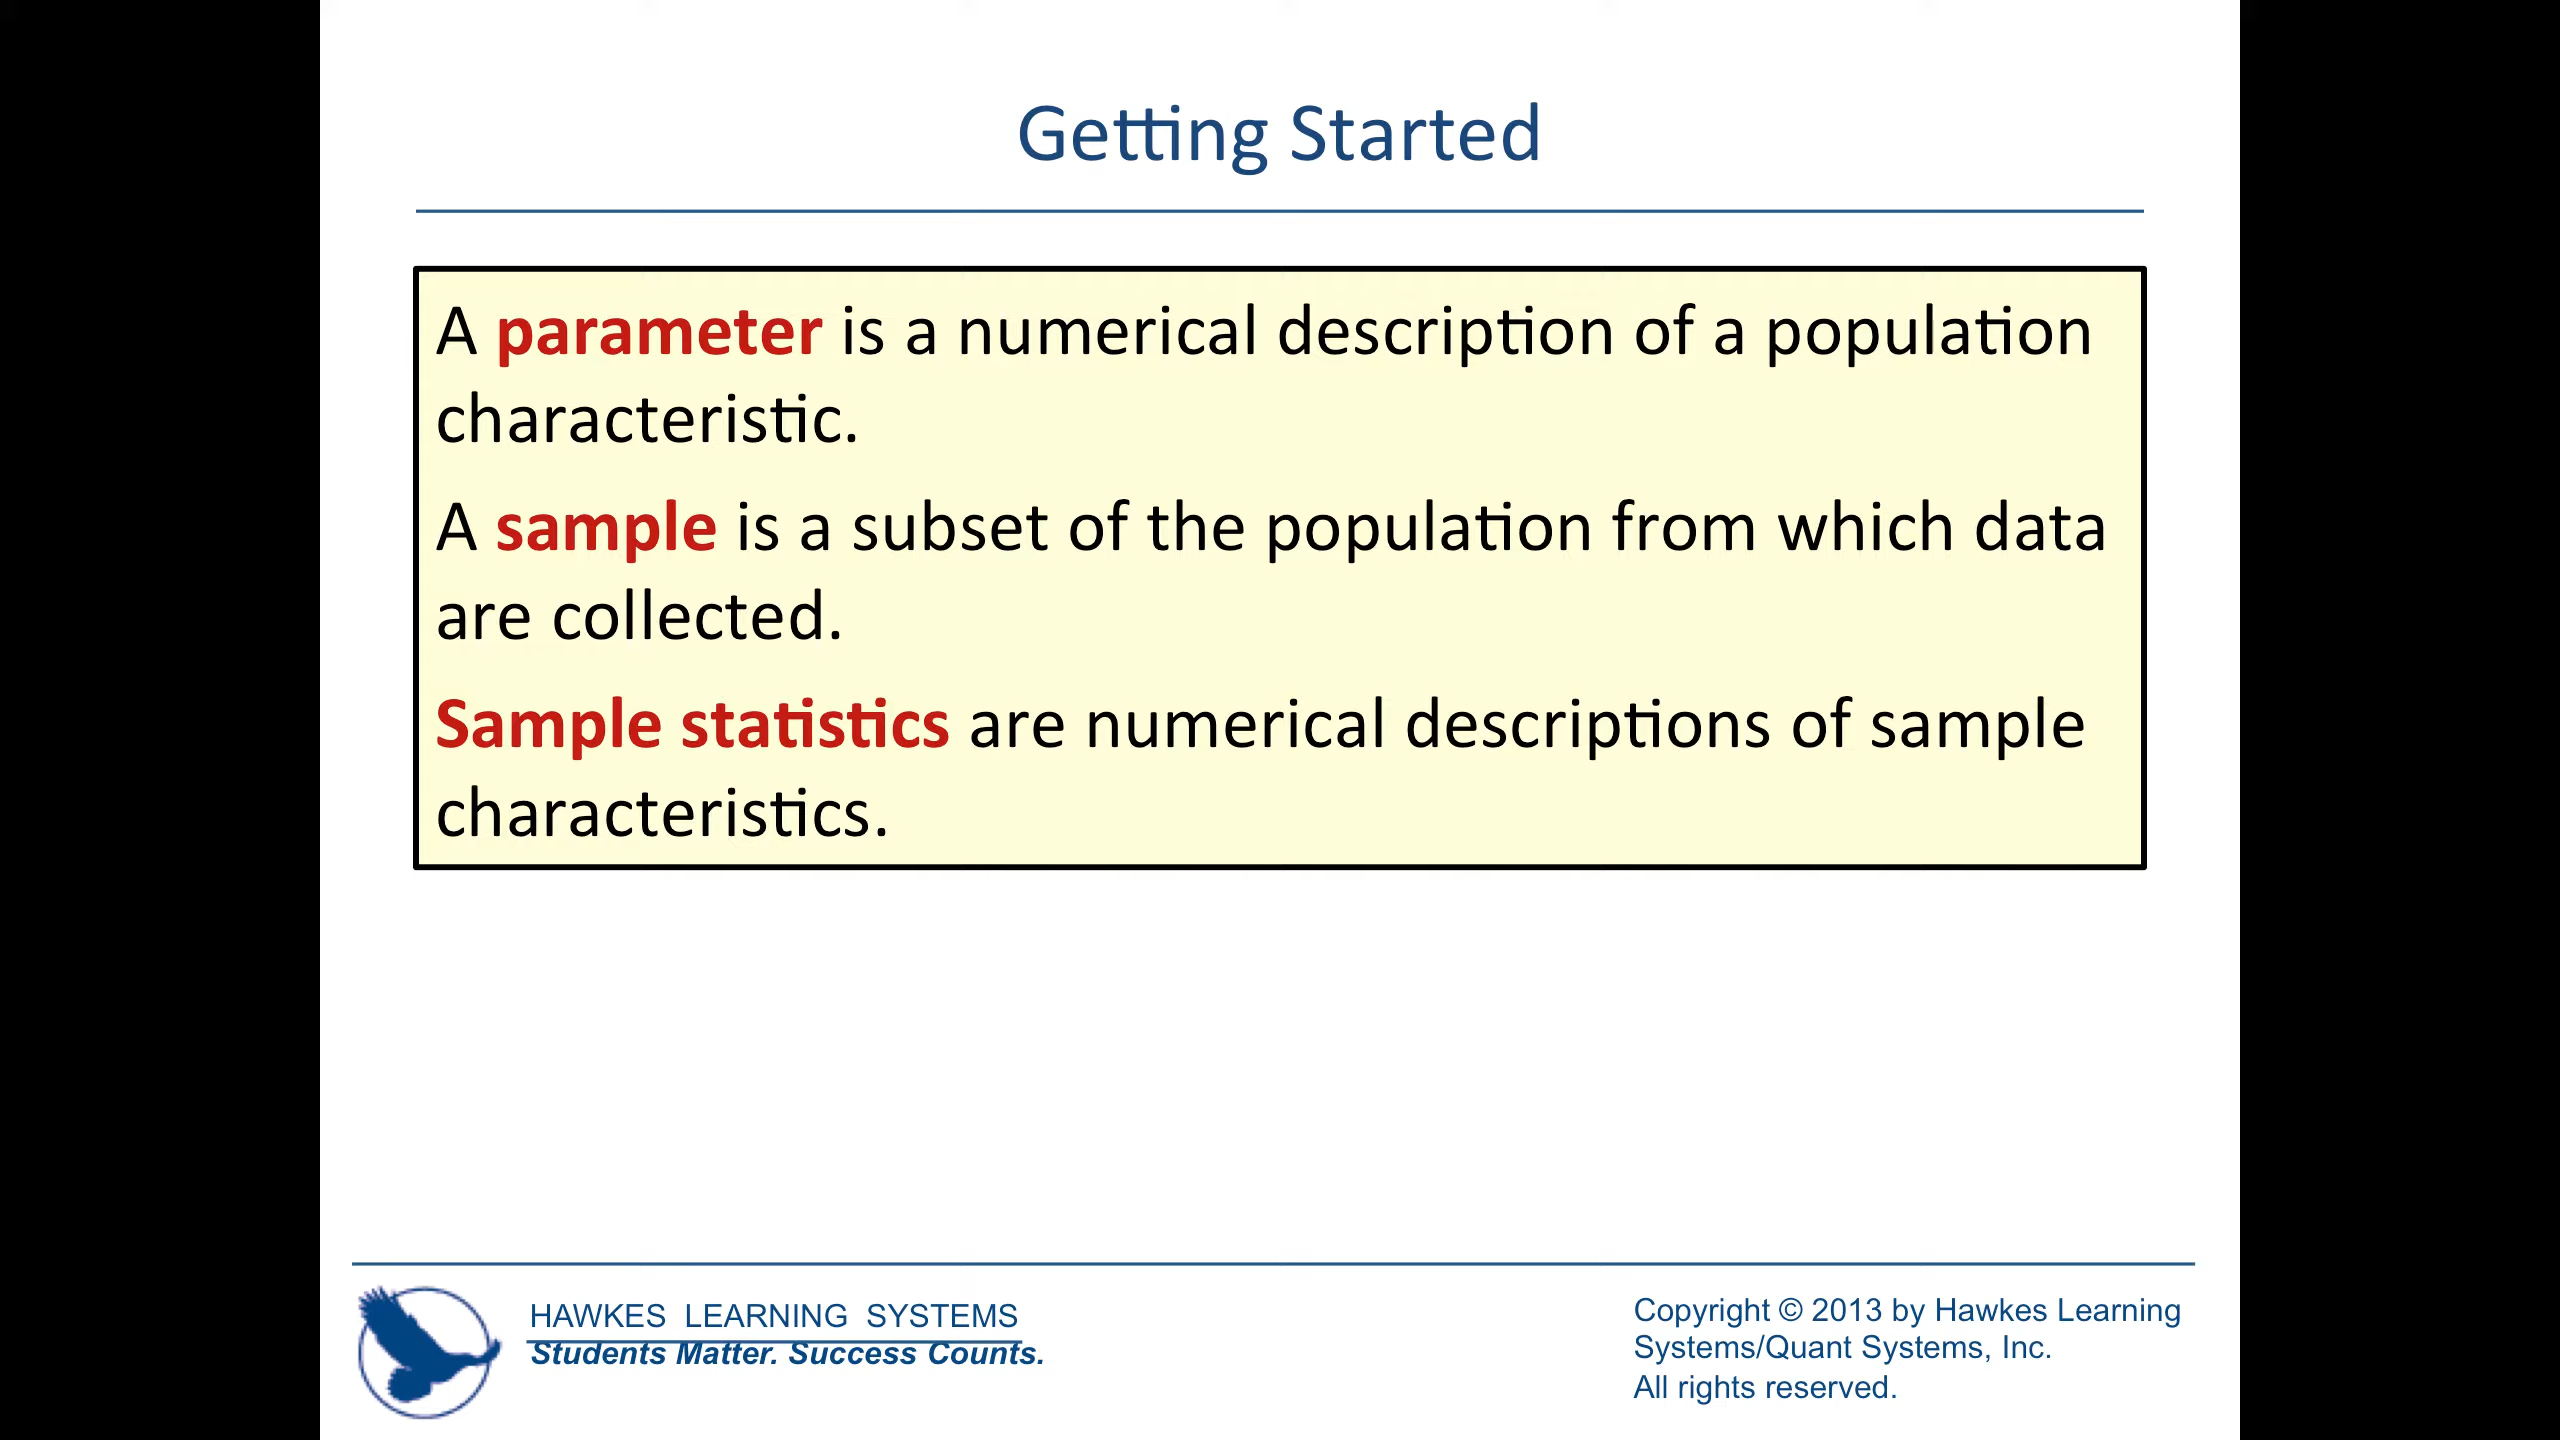 Getting Started
A parameter is a numerical description of a population
characteristic.
A sample is a subset of the population from which data
are collected.
Sample statistics are numerical descriptions of sample
characteristics.
HAWKES LEARNING SYSTEMS
Students Matter. Success Counts.
Copyright © 2013 by Hawkes Learning
Systems/Quant Systems, Inc.
All rights reserved.